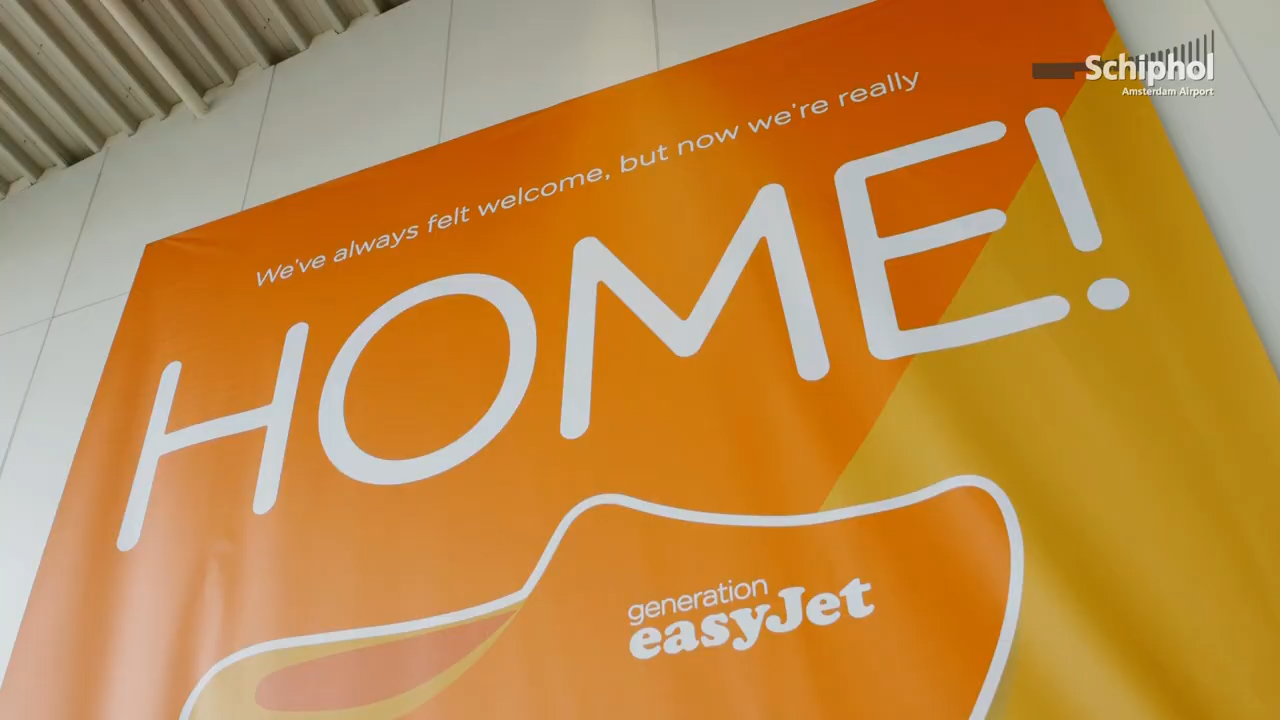 Schiphol
Amsterdam Airport
We've always felt welcome, but now we're really
HOME!
generation
easyJet